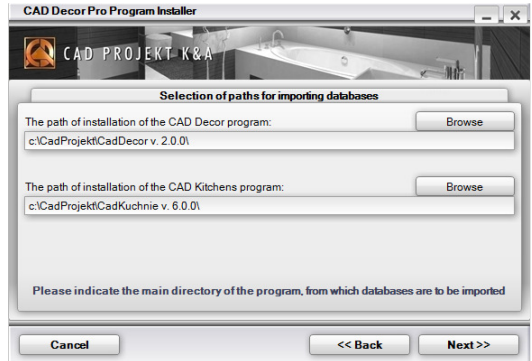 CAD Decor Pro Program Installer
CAD PROJEKT K&A
Selection of paths for importing databases
The path of installation of the CAD Decor program:
Browse
c:\CadProjekt\CadDecor v. 2.0.0\
The path of installation of the CAD Kitchens program:
Browse
c:\CadProjekt\CadKuchnie v. 6.0.0\
Please indicate the main directory of the program, from which databases are to be imported
Cancel
<< Back
Next >>